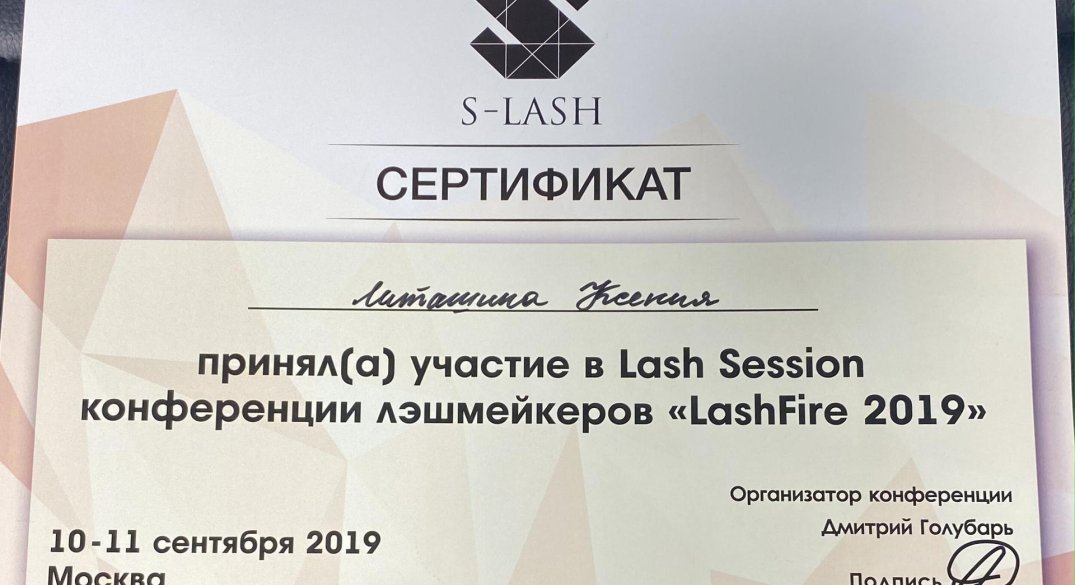 S-LASH
СЕРТИФИКАТ
Литашина Ксения
принял(а) участие в Lash Session
конференции лэшмейкеров «LashFire 2019»
Организатор конференции
Дмитрий Голубарь
10-11 сентября 2019
Подпись
Москва